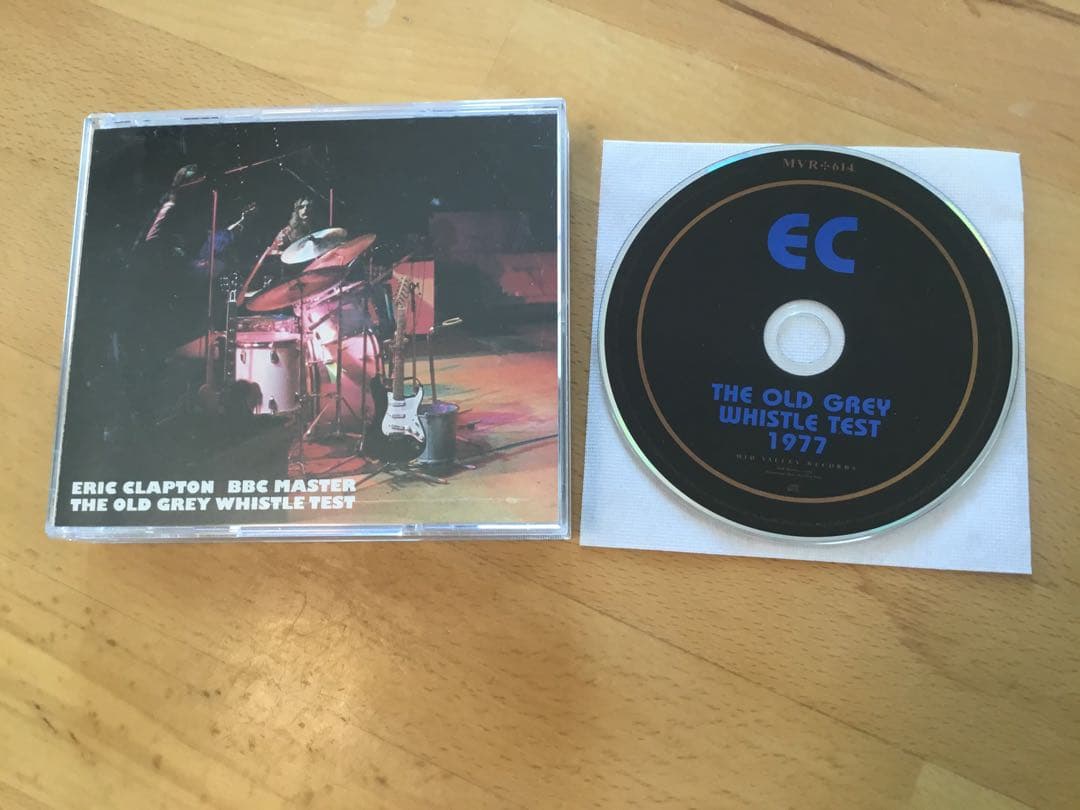 ERIC CLAPTON BBC MASTER
THE OLD GREY WHISTLE TEST
MVR✣614
EC
THE OLD GREY
WHISTLE TEST
1977
MID VALLEY RECORDS